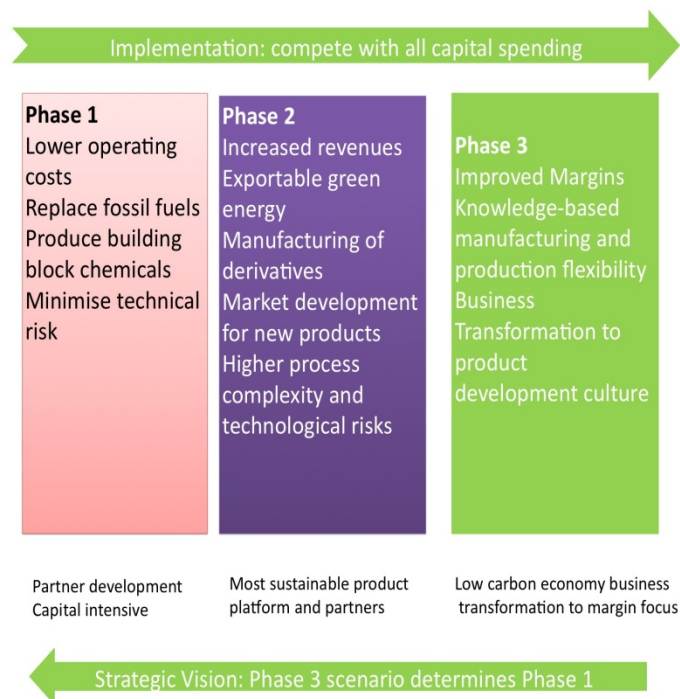 Implementation: compete with all capital spending
Phase 1
Lower operating
costs
Replace fossil fuels
Produce building
block chemicals
Minimise technical
risk
Phase 2
Increased revenues
Exportable green
energy
Manufacturing of
derivatives
Market development
for new products
Higher process
complexity and
technological risks
Phase 3
Improved Margins
Knowledge-based
manufacturing and
production flexibility
Business
Transformation to
product
development culture
Partner development
Capital intensive
Most sustainable product
platform and partners
Low carbon economy business
transformation to margin focus
Strategic Vision: Phase 3 scenario determines Phase 1